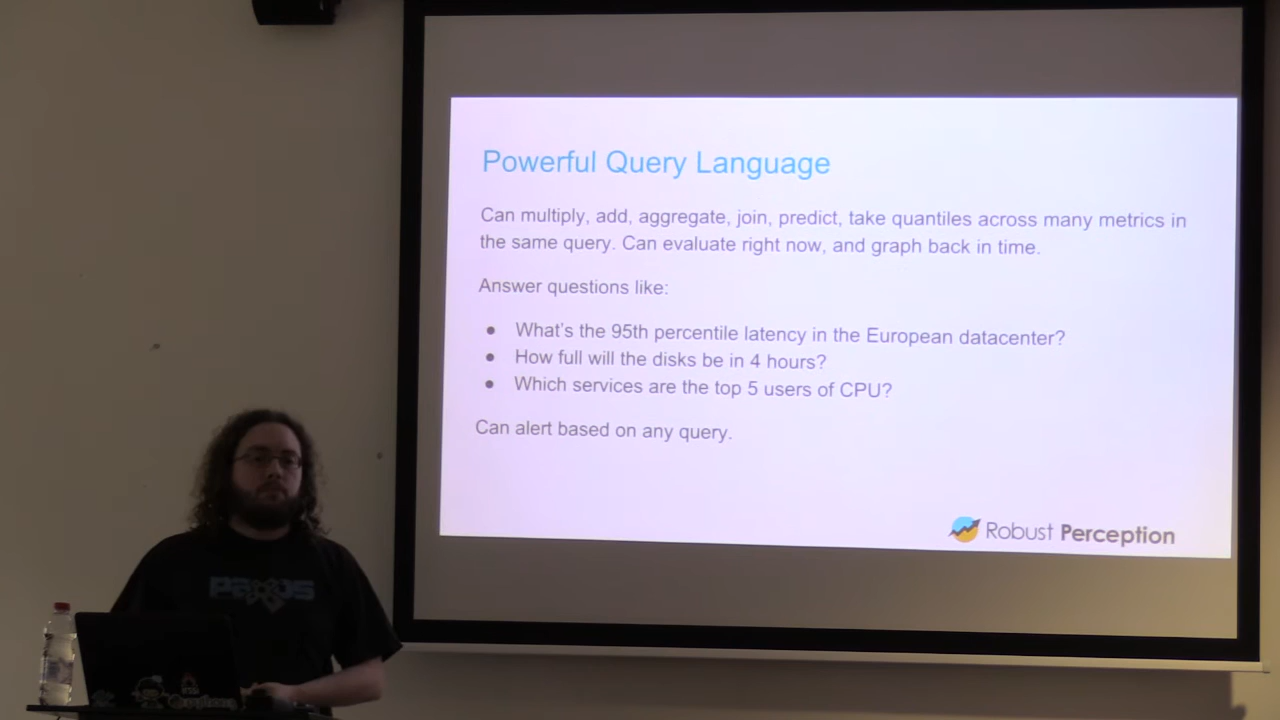 Powerful Query Language
Can multiply, add, aggregate, join, predict, take quantiles across many metrics in
the same query. Can evaluate right now, and graph back in time.
Answer questions like:
● What's the 95th percentile latency in the European datacenter?
● How full will the disks be in 4 hours?
● Which services are the top 5 users of CPU?
Can alert based on any query.
Robust Perception
PAXOS